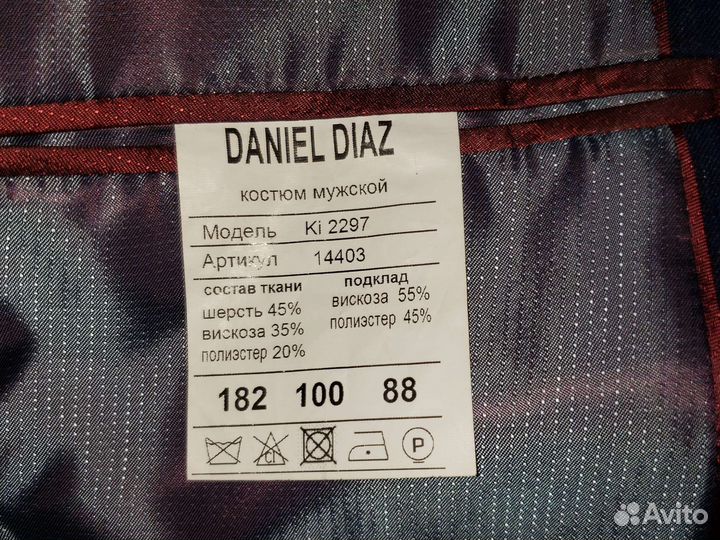 DANIEL DIAZ
костюм мужской
Модель Ki 2297
Артикул 14403
состав ткани
шерсть 45%
вискоза 35%
полиэстер 20%
подклад
вискоза 55%
полиэстер 45%
182 100 88
Cl
P
Avito